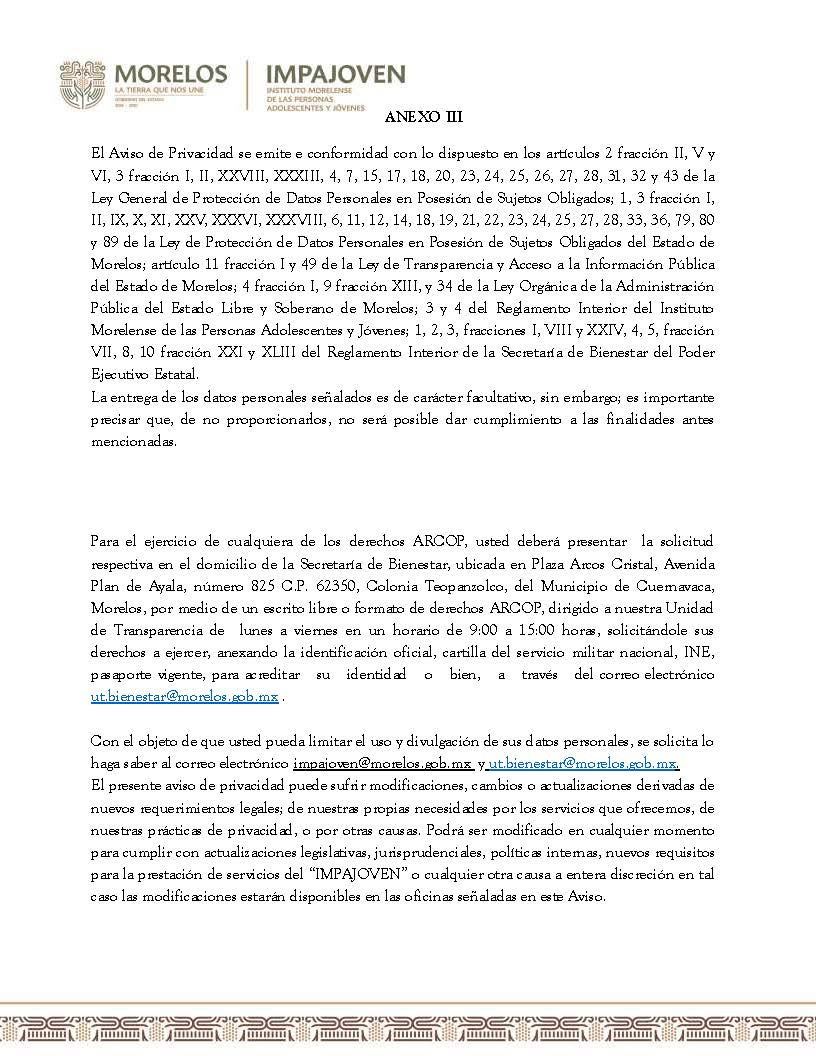 MORELOS
LA TIERRA QUE NOS UNE
GOBIERNO DEL ESTADO
IMPAJOVEN
INSTITUTO MORELENSE
DE LAS PERSONAS
ADOLESCENTES Y JÓVENES
ANEXO III
El Aviso de Privacidad se emite e conformidad con lo dispuesto en los artículos 2 fracción II, V y
VI, 3 fracción I, II, XXVIII, XXXIII, 4, 7, 15, 17, 18, 20, 23, 24, 25, 26, 27, 28, 31, 32 y 43 de la
Ley General de Protección de Datos Personales en Posesión de Sujetos Obligados; 1, 3 fracción I,
II, IX, X, XI, XXV, XXXVI, XXXVIII, 6, 11, 12, 14, 18, 19, 21, 22, 23, 24, 25, 27, 28, 33, 36, 79, 80
y 89 de la Ley de Protección de Datos Personales en Posesión de Sujetos Obligados del Estado de
Morelos; artículo 11 fracción I y 49 de la Ley de Transparencia y Acceso a la Información Pública
del Estado de Morelos; 4 fracción I, 9 fracción XIII, y 34 de la Ley Orgánica de la Administración
Pública del Estado Libre y Soberano de Morelos; 3 y 4 del Reglamento Interior del Instituto
Morelense de las Personas Adolescentes y Jóvenes; 1, 2, 3, fracciones I, VIII y XXIV, 4, 5, fracción
VII, 8, 10 fracción XXI y XLIII del Reglamento Interior de la Secretaría de Bienestar del Poder
Ejecutivo Estatal.
La entrega de los datos personales señalados es de carácter facultativo, sin embargo; es importante
precisar que, de no proporcionarlos, no será posible dar cumplimiento a las finalidades antes
mencionadas.
Para el ejercicio de cualquiera de los derechos ARCOP, usted deberá presentar la solicitud
respectiva en el domicilio de la Secretaría de Bienestar, ubicada en Plaza Arcos Cristal, Avenida
Plan de Ayala, número 825 C.P. 62350, Colonia Teopanzolco, del Municipio de Cuernavaca,
Morelos, por medio de un escrito libre o formato de derechos ARCOP, dirigido a nuestra Unidad
de Transparencia de lunes a viernes en un horario de 9:00 a 15:00 horas, solicitándole sus
derechos a ejercer, anexando la identificación oficial, cartilla del servicio militar nacional, INE,
pasaporte vigente, para acreditar su identidad o bien, a través del correo electrónico
ut.bienestar@morelos.gob.mx .
Con el objeto de que usted pueda limitar el uso y divulgación de sus datos personales, se solicita lo
haga saber al correo electrónico impajoven@morelos.gob.mx y ut.bienestar@morelos.gob.mx.
El presente aviso de privacidad puede sufrir modificaciones, cambios o actualizaciones derivadas de
nuevos requerimientos legales; de nuestras propias necesidades por los servicios que ofrecemos, de
nuestras prácticas de privacidad, o por otras causas. Podrá ser modificado en cualquier momento
para cumplir con actualizaciones legislativas, jurisprudenciales, políticas internas, nuevos requisitos
para la prestación de servicios del “IMPAJOVEN” o cualquier otra causa a entera discreción en tal
caso las modificaciones estarán disponibles en las oficinas señaladas en este Aviso.